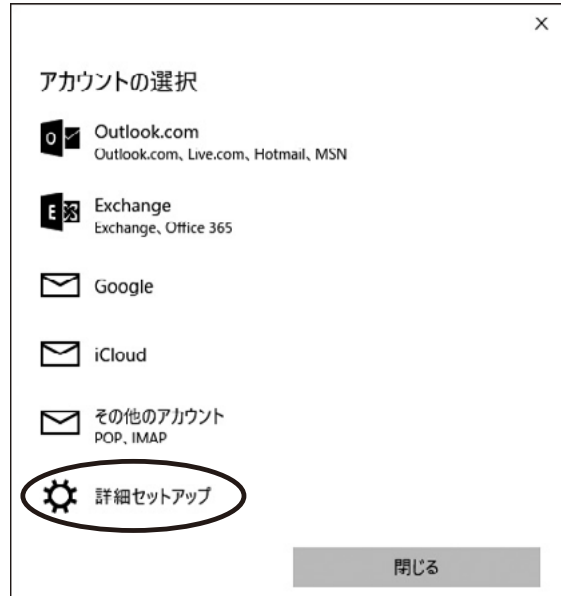 ×
アカウントの選択
Outlook.com
Outlook.com、Live.com、Hotmail、MSN
Exchange
Exchange、Office 365
Google
iCloud
その他のアカウント
POP、IMAP
詳細セットアップ
閉じる